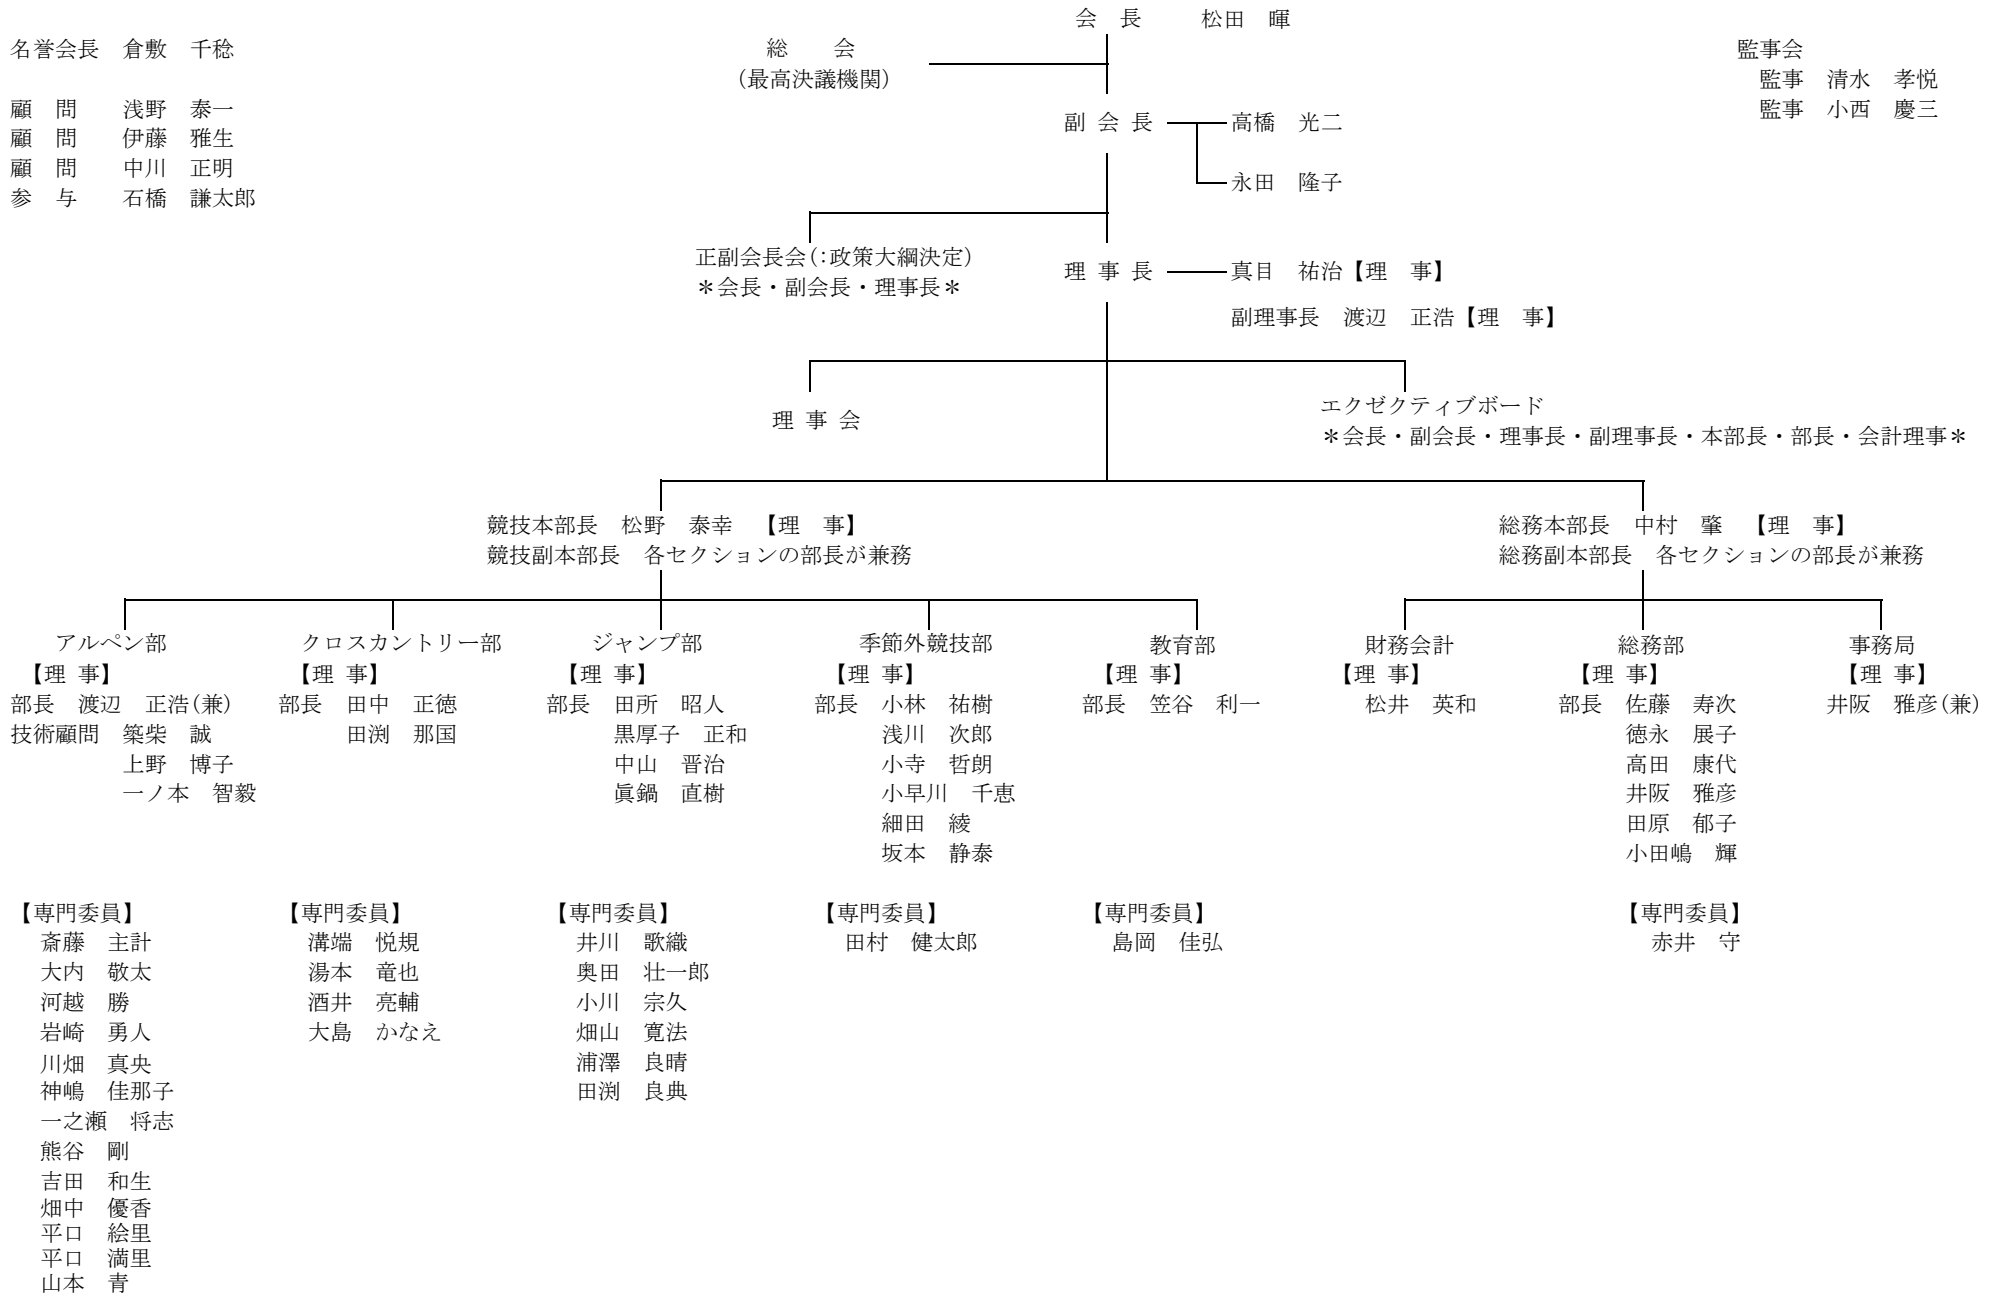 会　長　　松田　暉
名誉会長　倉敷　千稔
総　　会
(最高決議機関)
監事会
監事　清水　孝悦
監事　小西　慶三
顧　問　　浅野　泰一
顧　問　　伊藤　雅生
顧　問　　中川　正明
参　与　　石橋　謙太郎
副 会 長　高橋　光二
永田　隆子
正副会長会(:政策大綱決定)
＊会長・副会長・理事長＊
理 事 長　真目　祐治【理　事】
副理事長　渡辺　正浩【理　事】
理 事 会
エクゼクティブボード
＊会長・副会長・理事長・副理事長・本部長・部長・会計理事＊
競技本部長　松野　泰幸　【理　事】
競技副本部長　各セクションの部長が兼務
総務本部長　中村　肇　【理　事】
総務副本部長　各セクションの部長が兼務
アルペン部
【理 事】
部長　渡辺　正浩(兼)
技術顧問　築柴　誠
上野　博子
一ノ本　智毅
【専門委員】
斎藤　主計
大内　敬太
河越　勝
岩崎　勇人
川畑　真央
神嶋　佳那子
一之瀬　将志
熊谷　剛
吉田　和生
畑中　優香
平口　絵里
平口　満里
山本　青
クロスカントリー部
【理 事】
部長　田中　正徳
田渕　那国
【専門委員】
溝端　悦規
湯本　竜也
酒井　亮輔
大島　かなえ
ジャンプ部
【理 事】
部長　田所　昭人
黒厚子　正和
中山　晋治
眞鍋　直樹
【専門委員】
井川　歌織
奥田　壮一郎
小川　宗久
畑山　寛法
浦澤　良晴
田渕　良典
季節外競技部
【理 事】
部長　小林　祐樹
浅川　次郎
小寺　哲朗
小早川　千恵
細田　綾
坂本　静泰
【専門委員】
田村　健太郎
教育部
【理 事】
部長　笠谷　利一
【専門委員】
島岡　佳弘
財務会計
【理 事】
松井　英和
総務部
【理 事】
部長　佐藤　寿次
徳永　展子
高田　康代
井阪　雅彦
田原　郁子
小田嶋　輝
【専門委員】
赤井　守
事務局
【理 事】
井阪　雅彦(兼)